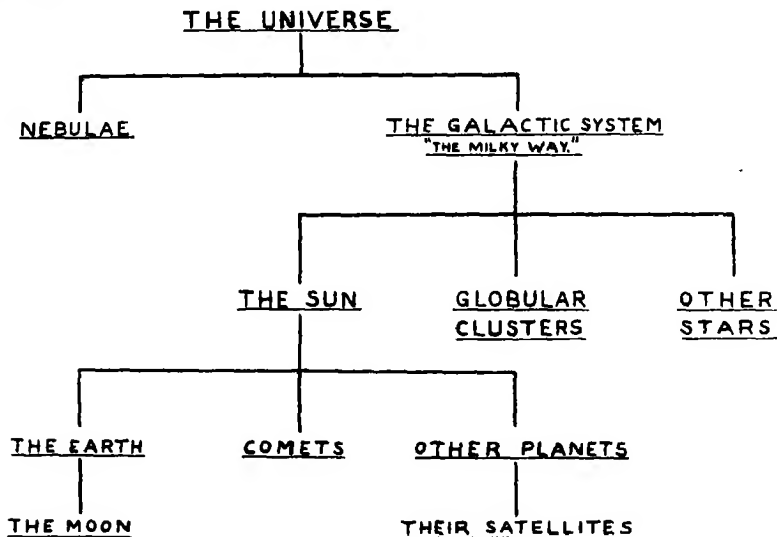 THE UNIVERSE
NEBULAE
THE GALACTIC SYSTEM
"THE MILKY WAY."
THE SUN
GLOBULAR
CLUSTERS
OTHER
STARS
THE EARTH
COMETS
OTHER PLANETS
THE MOON
THEIR SATELLITES